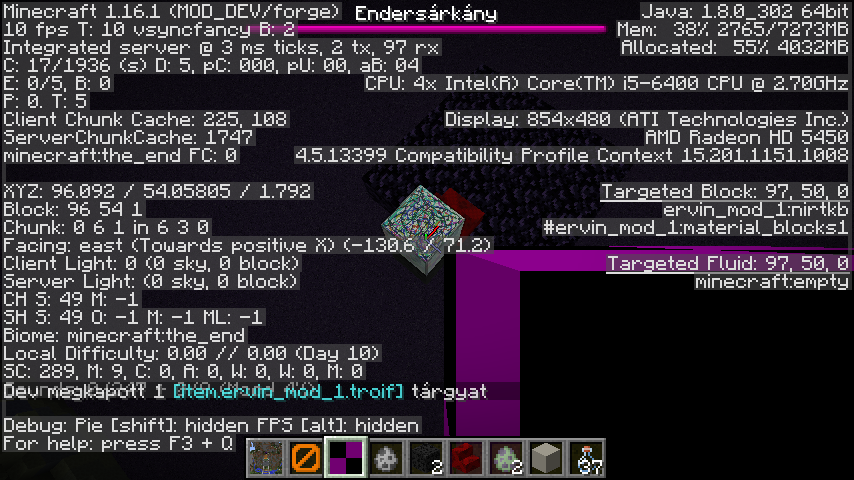 Minecraft 1.16.1 (MOD_DEV/forge)
10 fps T: 10 vsyncfancy B: 2
Integrated server @ 3 ms ticks, 2 tx, 97 rx
C: 17/1936 (s) D: 5, pC: 000, pU: 00, aB: 04
E: 0/5, B: 0
P: 0. T: 5
Client Chunk Cache: 225, 108
ServerChunkCache: 1747
minecraft:the_end FC: 0
XYZ: 96.092 / 54.05805 / 1.792
Block: 96 54 1
Chunk: 0 6 1 in 6 3 0
Facing: east (Towards positive X) (-130.6 / 71.2)
Client Light: 0 (0 sky, 0 block)
Server Light: (0 sky, 0 block)
CH S: 49 M: -1
SH S: 49 O: -1 M: -1 ML: -1
Biome: minecraft:the_end
Local Difficulty: 0.00 // 0.00 (Day 10)
SC: 289, M: 9, C: 0, A: 0, W: 0, W: 0, M: 0
Dev megkapott 1 [item.ervin_mod_1.troif] tárgyat
Debug: Pie [shift]: hidden FPS [alt]: hidden
For help: press F3 + Q
Endersárkány
Java: 1.8.0_302 64bit
Mem: 38% 2765/7273MB
Allocated: 55% 4032MB
CPU: 4x Intel(R) Core(TM) i5-6400 CPU @ 2.70GHz
Display: 854x480 (ATI Technologies Inc.)
AMD Radeon HD 5450
4.5.13399 Compatibility Profile Context 15.201.1151.1008
Targeted Block: 97, 50, 0
ervin_mod_1:nirtkb
#ervin_mod_1:material_blocks1
Targeted Fluid: 97, 50, 0
minecraft:empty
2
2
37